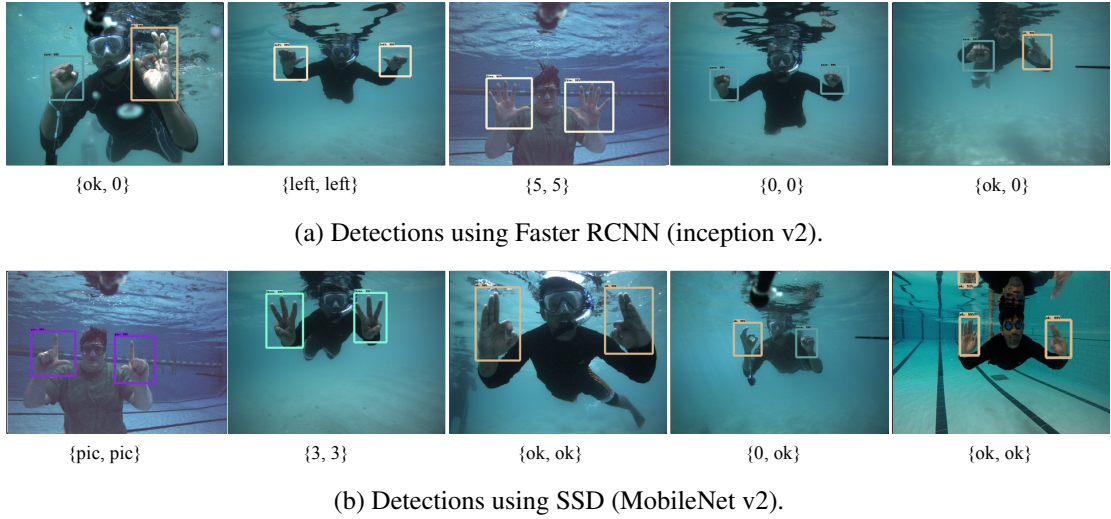 {ok, 0}
{left, left}
{5, 5}
{0, 0}
{ok, 0}
(a) Detections using Faster RCNN (inception v2).
{pic, pic}
{3, 3}
{ok, ok}
{0, ok}
{ok, ok}
(b) Detections using SSD (MobileNet v2).